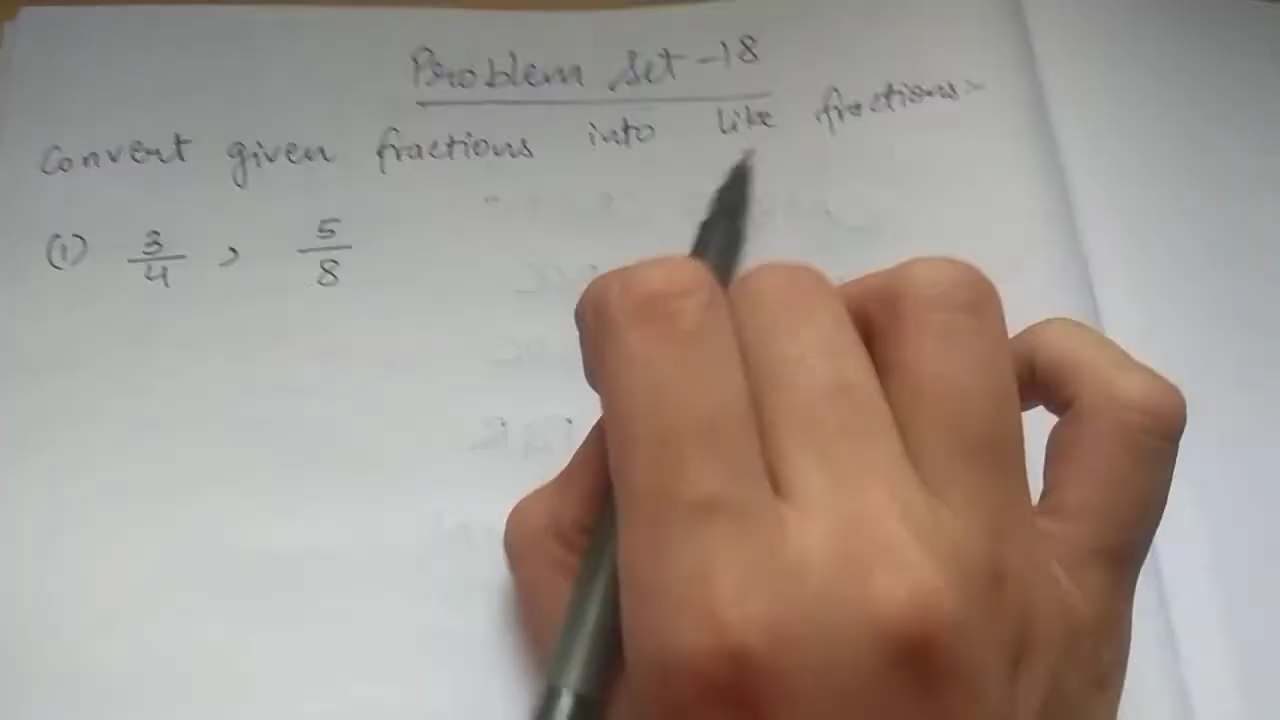 Problem Set-18
Convert given fractions into like fractions:-
(1) 3/4 , 5/8